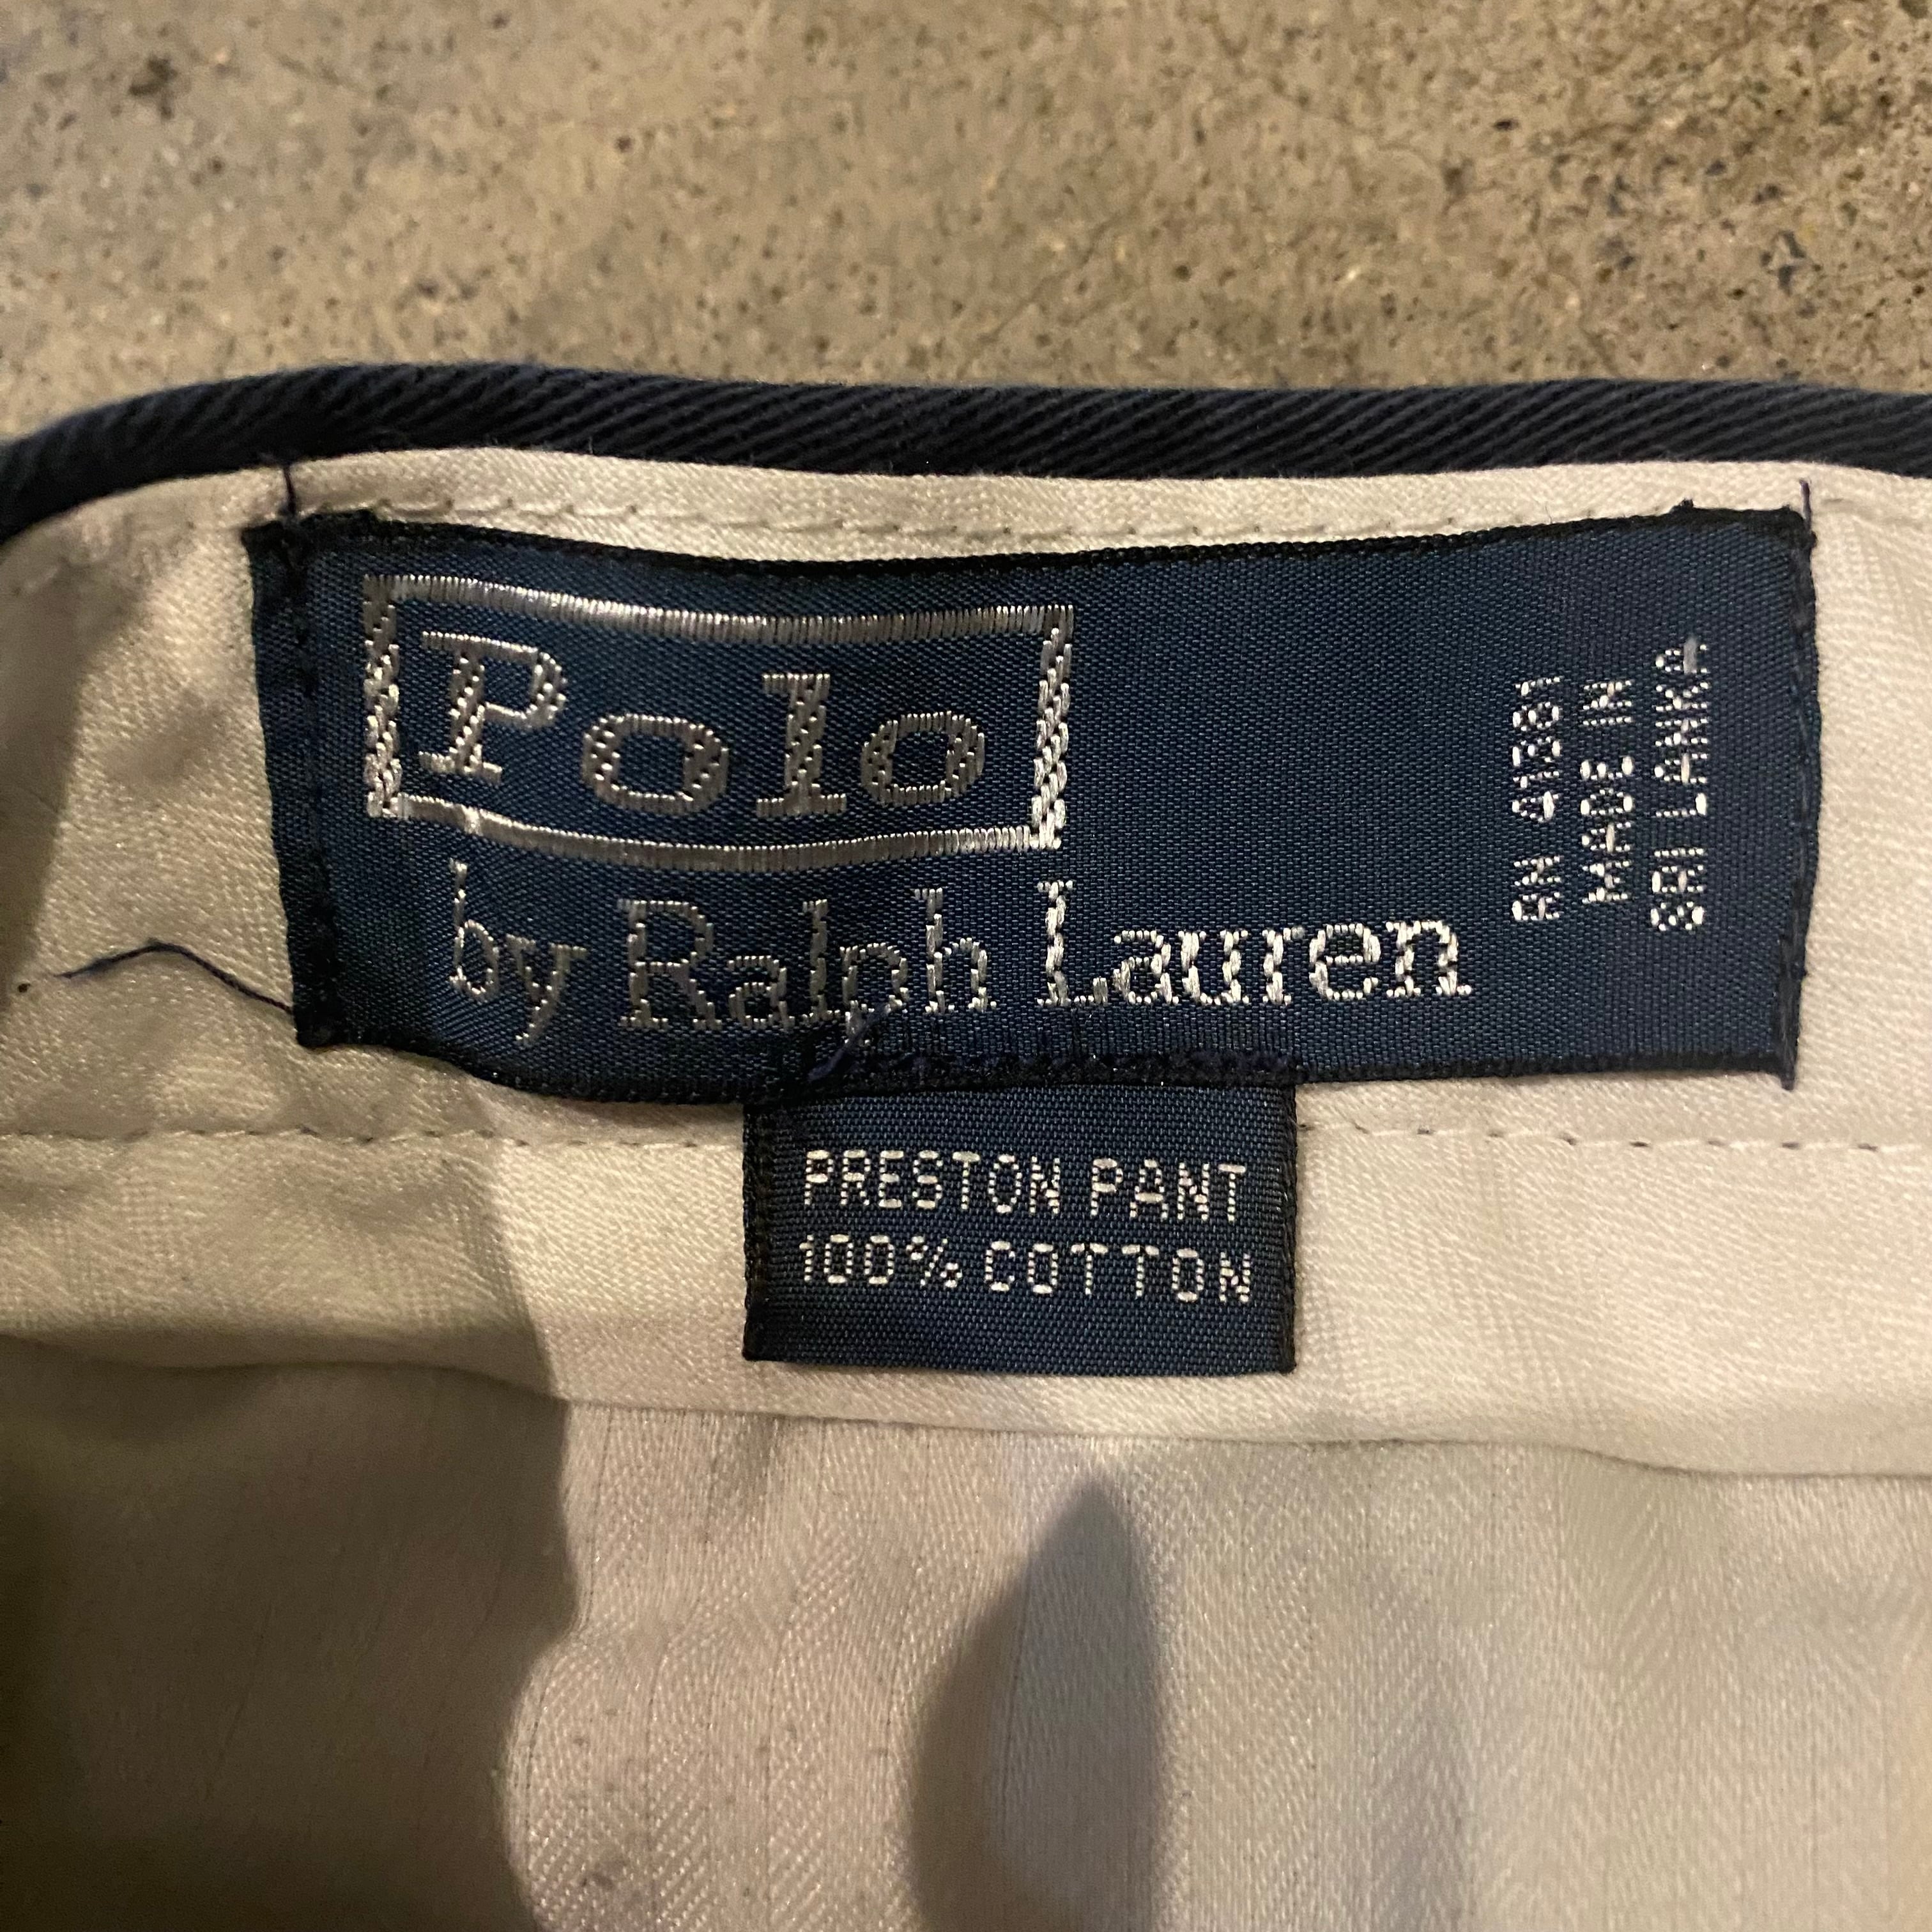 Polo
by Ralph Lauren
RN 41381
MADE IN
SRI LANKA
PRESTON PANT
100% COTTON